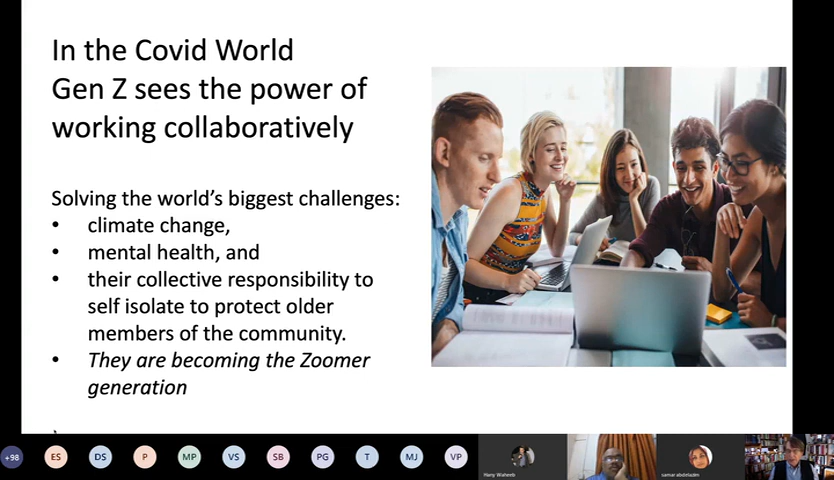 In the Covid World
Gen Z sees the power of
working collaboratively
Solving the world's biggest challenges:
• climate change,
• mental health, and
• their collective responsibility to
self isolate to protect older
members of the community.
• They are becoming the Zoomer
generation
+98
ES
DS
P
MP
VS
SB
PG
T
MJ
VP
Hany Waheeb
samar abdelazim